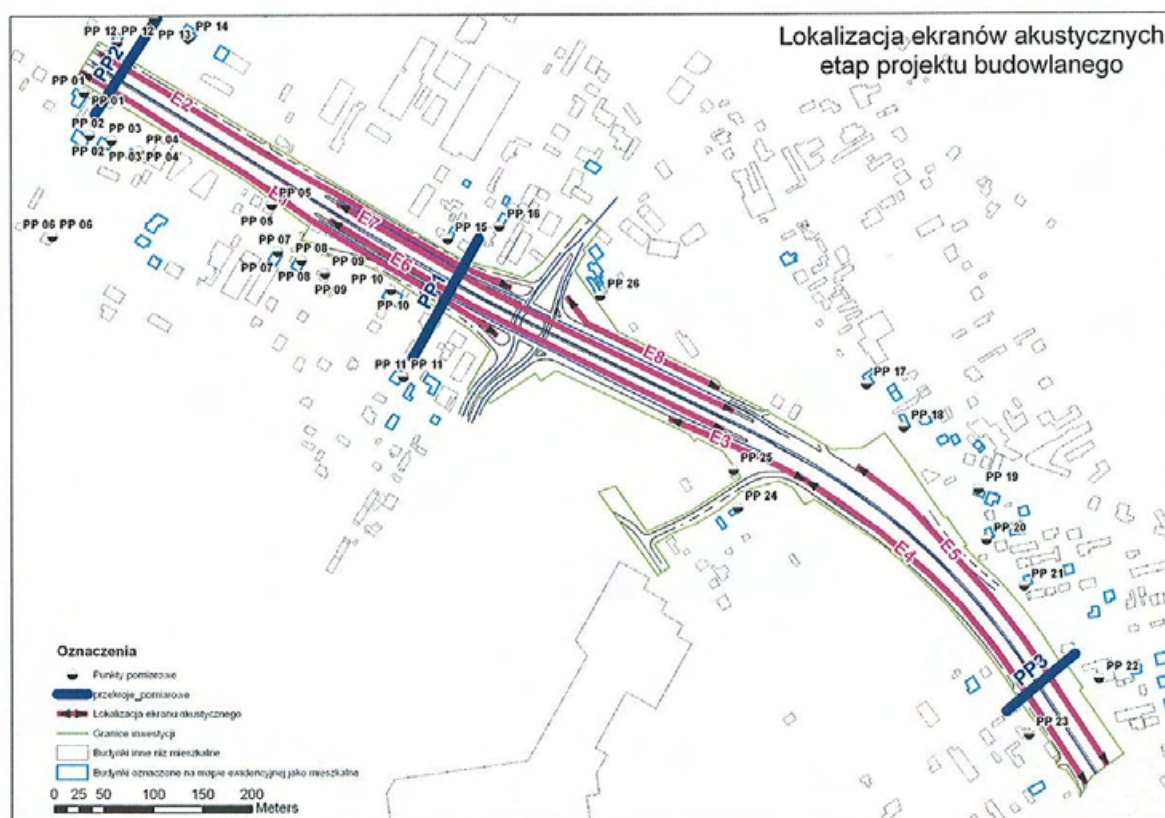 Lokalizacja ekranów akustycznych
etap projektu budowlanego
PP 12 PP 12
PP 13
PP 14
PP2
PP 01
PP 01
E2
PP 02
PP 03
PP 04
PP 02
PP 03
PP 04
PP 05
PP 05
PP 06
PP 06
E7
PP 15
PP 16
PP 07
PP 08
PP 09
E6
PP 07
PP 08
PP 09
PP 10
PP 10
PP1
PP 26
PP 11
PP 11
E8
PP 17
PP 18
E3
PP 25
PP 24
PP 19
PP 20
E4
E5
PP 21
PP3
PP 22
PP 23
Oznaczenia
Punkty pomiarowe
przekroje_pomiarowe
Lokalizacja ekranu akustycznego
Granice inwestycji
Budynki inne niż mieszkalne
Budynki oznaczone na mapie ewidencyjnej jako mieszkalne
0 25 50 100 150 200
Meters